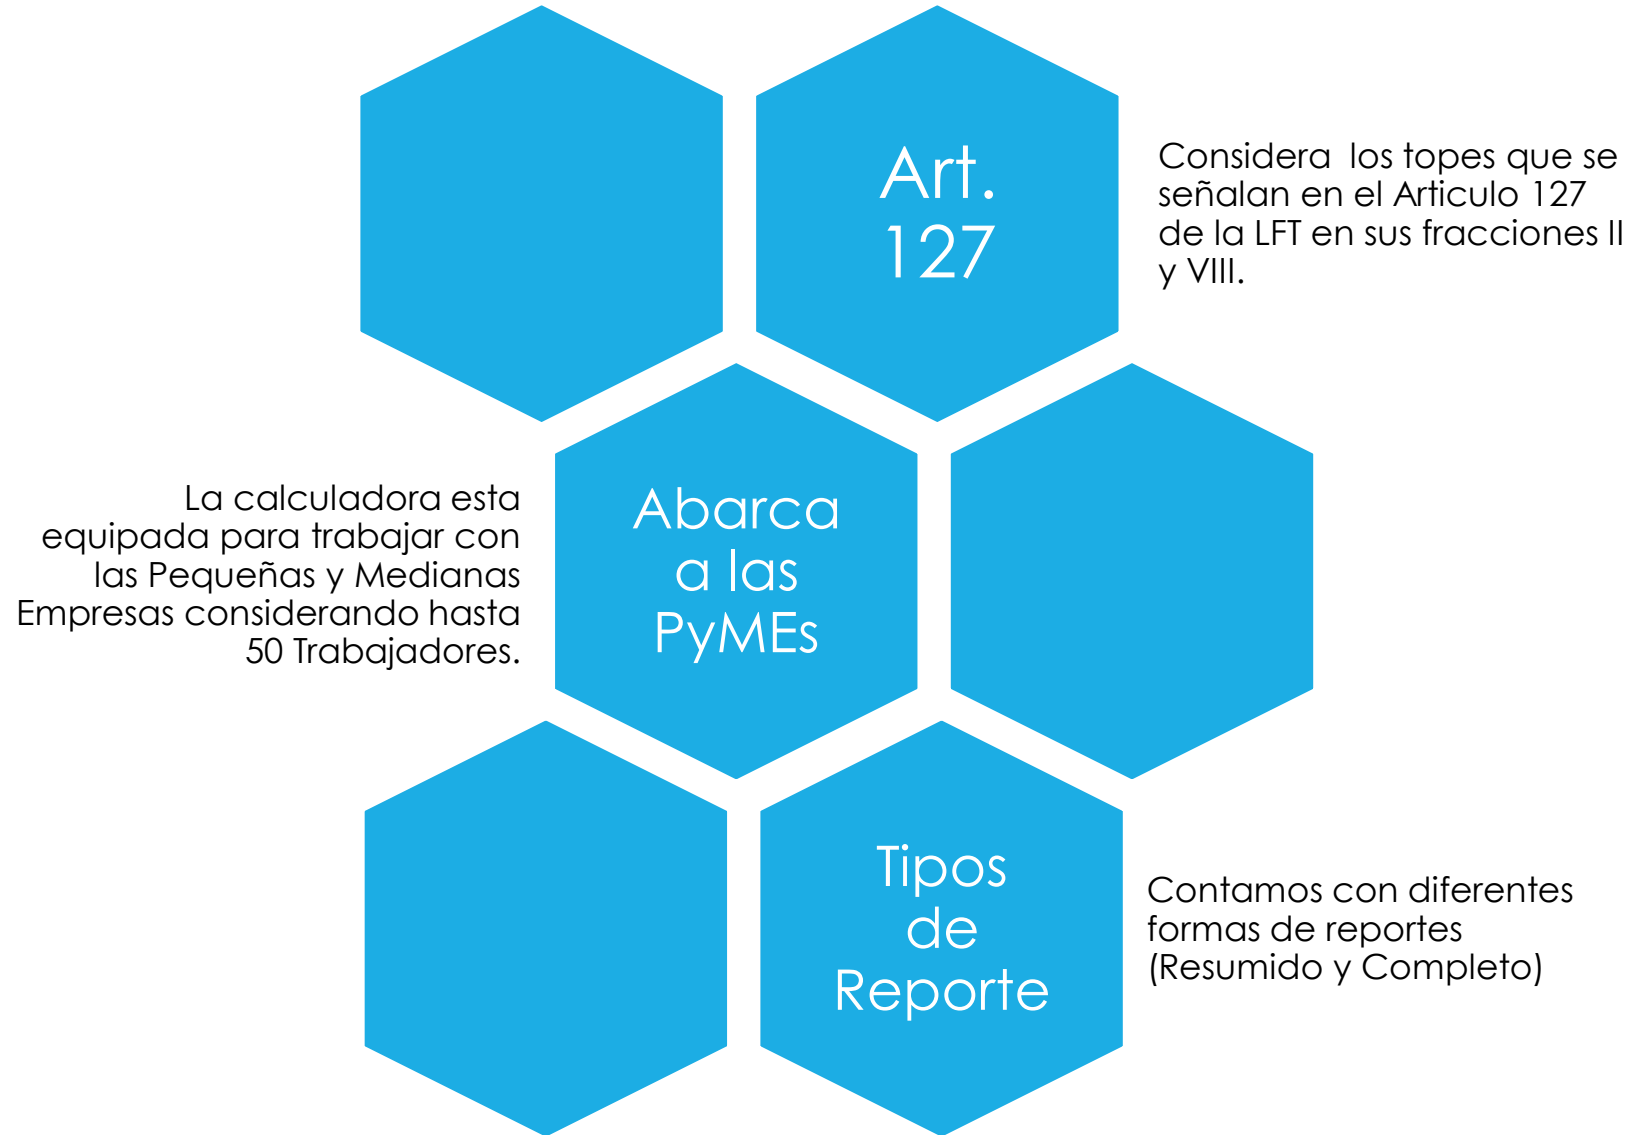 Art.
127
Considera  los topes que se
señalan en el Articulo 127
de la LFT en sus fracciones II
y VIII.
La calculadora esta
equipada para trabajar con
las Pequeñas y Medianas
Empresas considerando hasta
50 Trabajadores.
Abarca
a las
PyMEs
Tipos
de
Reporte
Contamos con diferentes
formas de reportes
(Resumido y Completo)